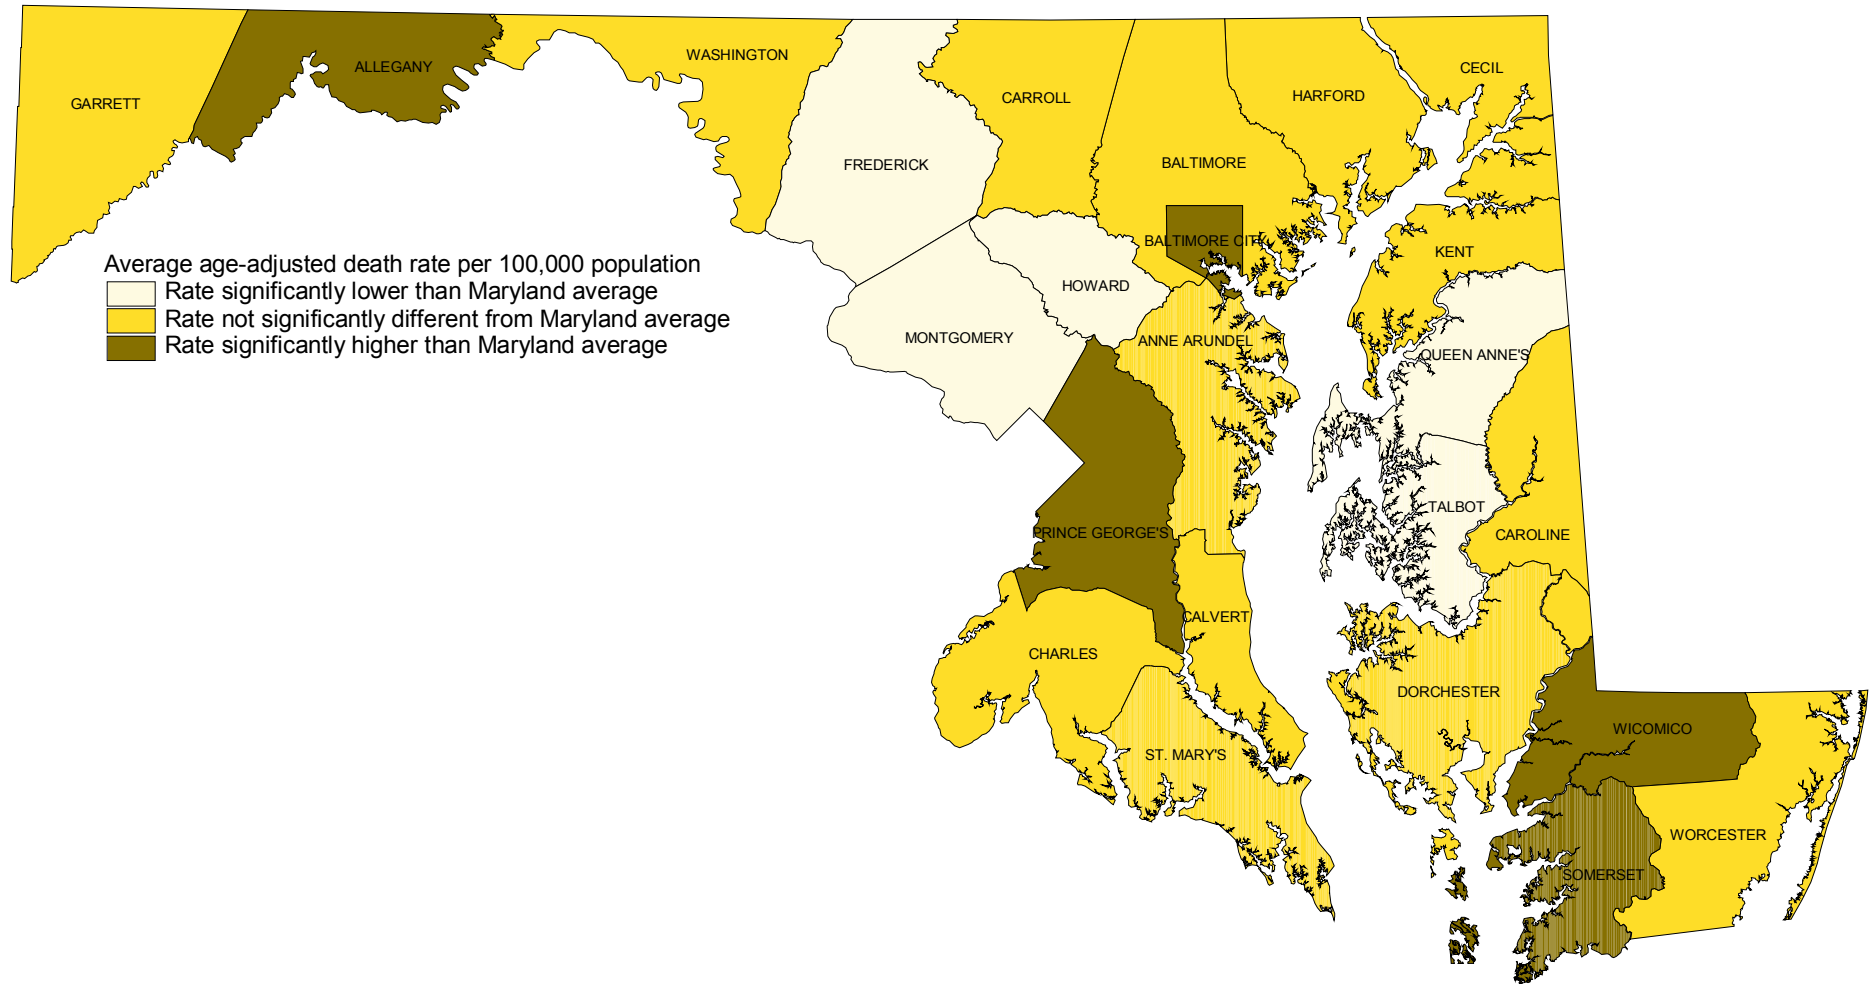 WASHINGTON
ALLEGANY
CECIL
GARRETT
CARROLL
HARFORD
FREDERICK
BALTIMORE
BALTIMORE CITY
KENT
Average age-adjusted death rate per 100,000 population
Rate significantly lower than Maryland average
Rate not significantly different from Maryland average
Rate significantly higher than Maryland average
HOWARD
MONTGOMERY
ANNE ARUNDEL
QUEEN ANNE'S
TALBOT
PRINCE GEORGE'S
CAROLINE
CALVERT
CHARLES
DORCHESTER
WICOMICO
ST. MARY'S
WORCESTER
SOMERSET